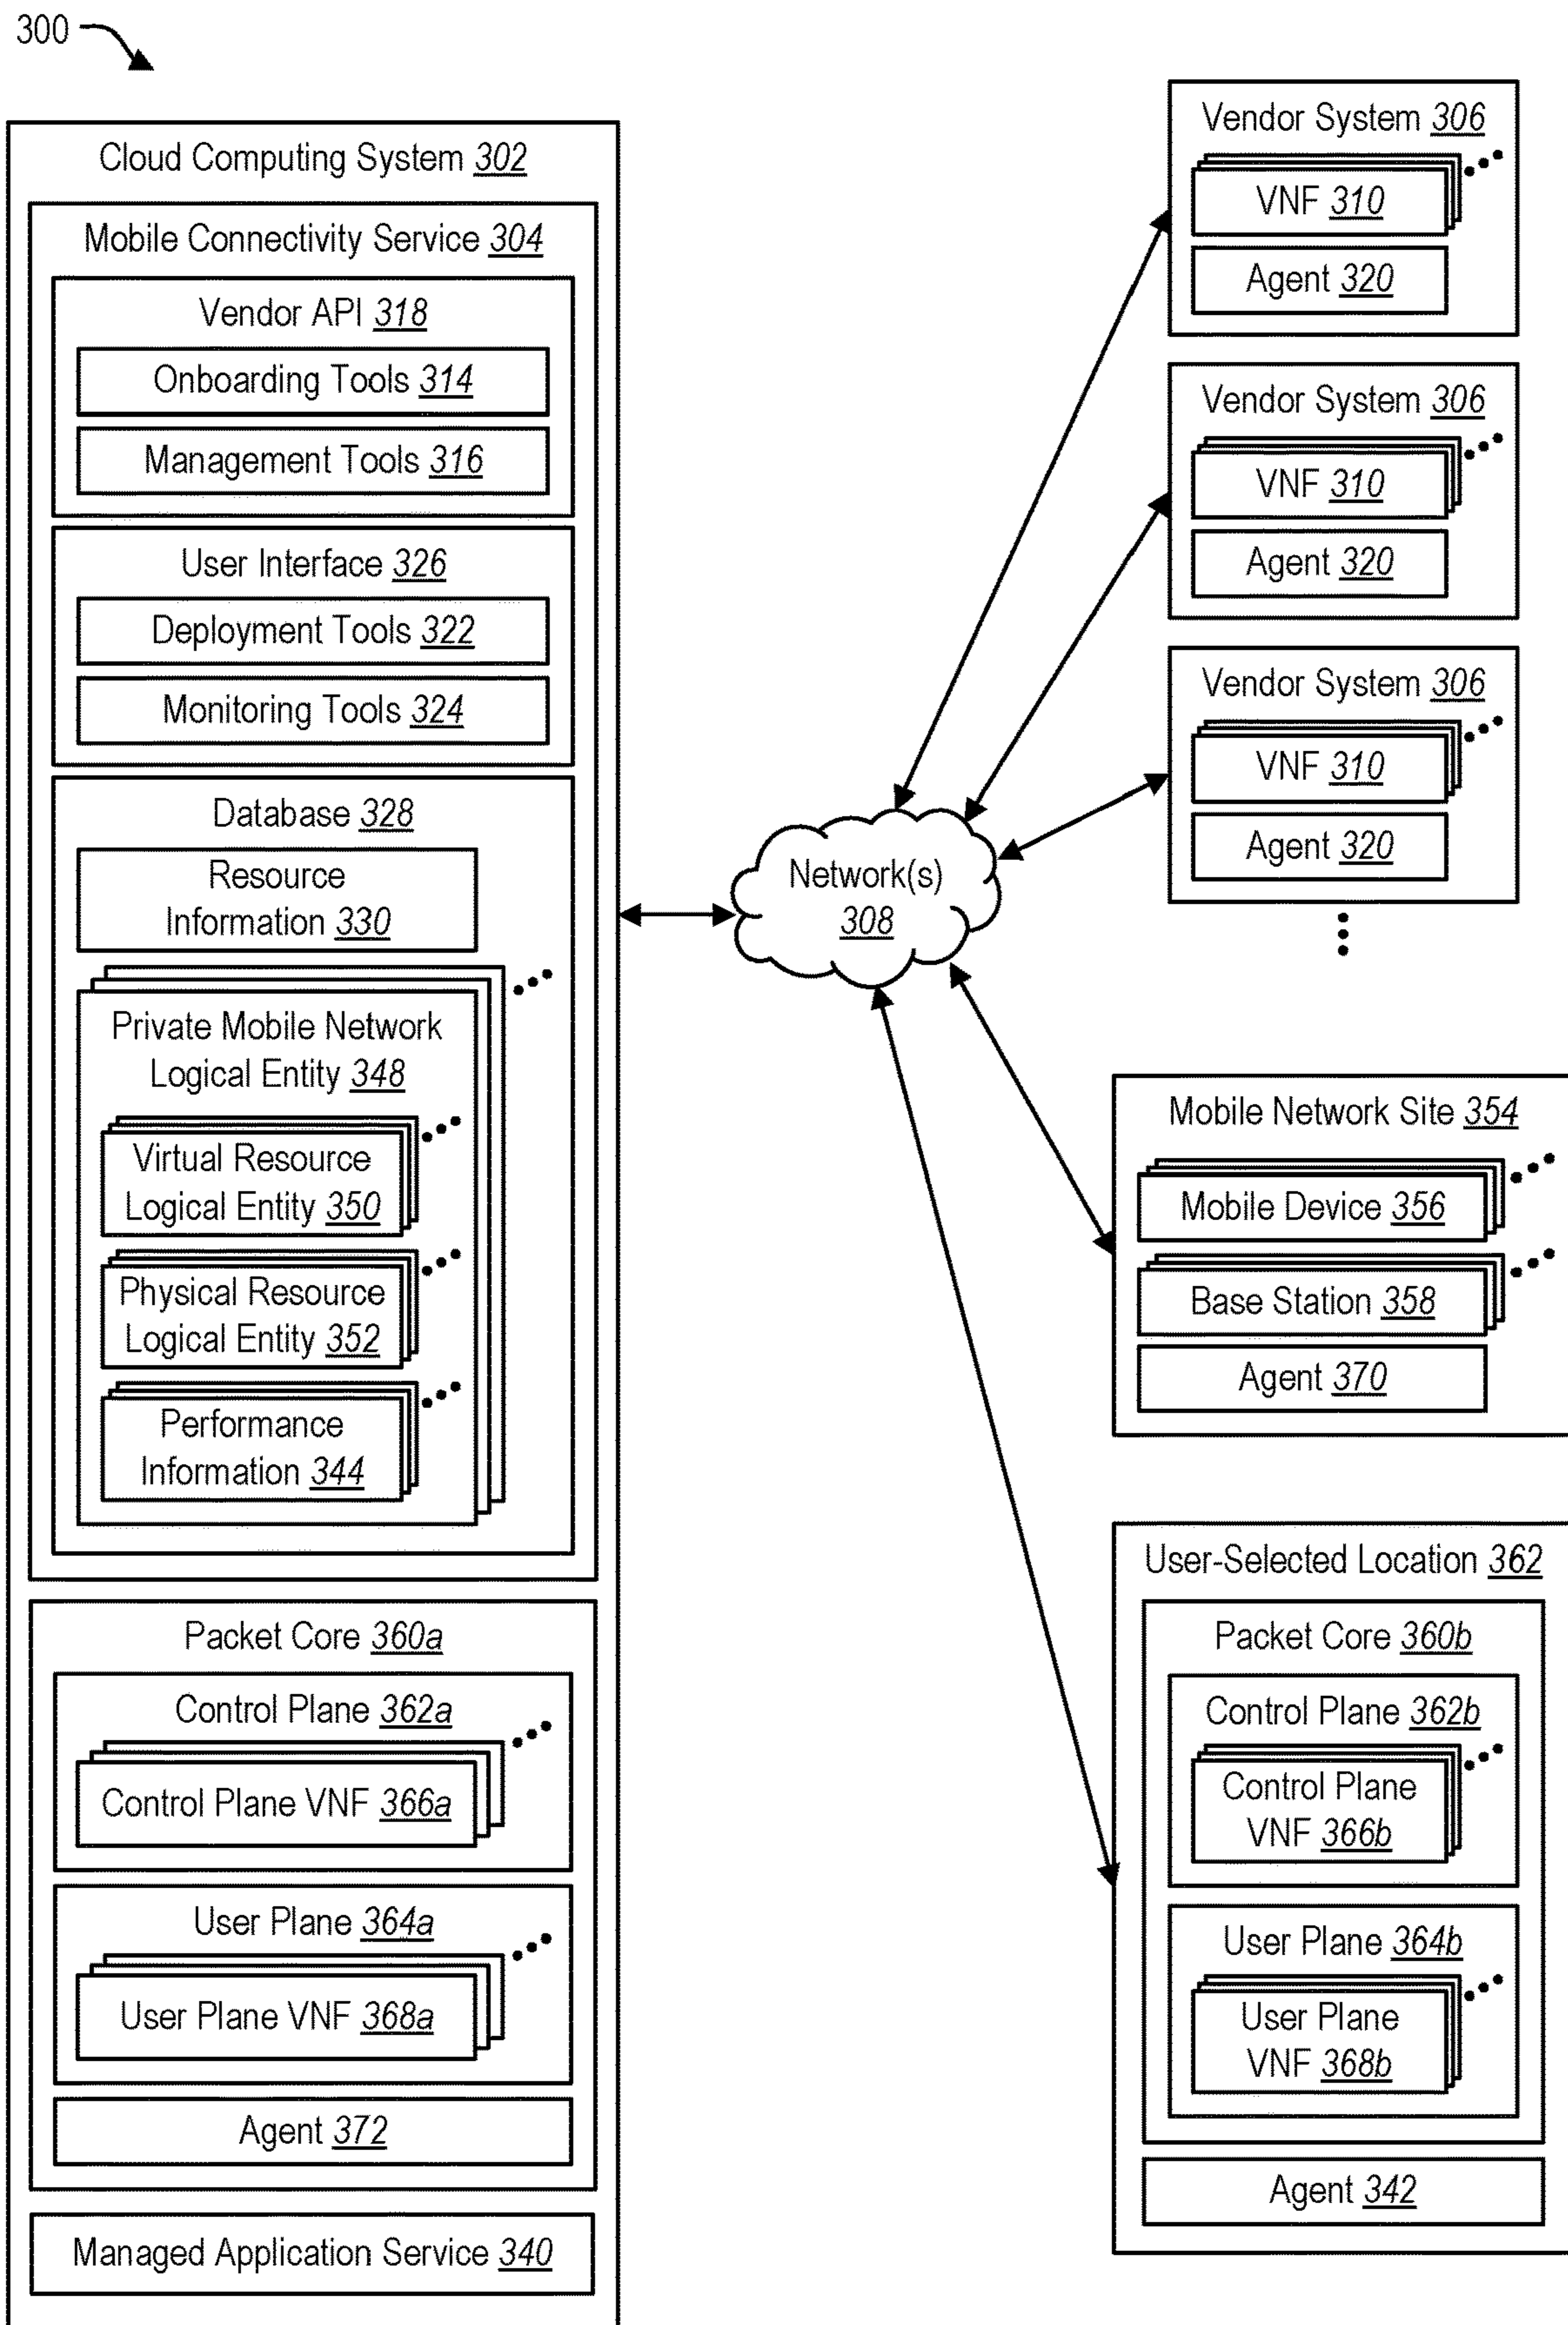 300
Cloud Computing System 302
Mobile Connectivity Service 304
Vendor API 318
Onboarding Tools 314
Management Tools 316
User Interface 326
Deployment Tools 322
Monitoring Tools 324
Database 328
Resource
Information 330
Private Mobile Network
Logical Entity 348
Virtual Resource
Logical Entity 350
Physical Resource
Logical Entity 352
Performance
Information 344
Packet Core 360a
Control Plane 362a
Control Plane VNF 366a
User Plane 364a
User Plane VNF 368a
Agent 372
Managed Application Service 340
Network(s)
308
Vendor System 306
VNF 310
Agent 320
Vendor System 306
VNF 310
Agent 320
Vendor System 306
VNF 310
Agent 320
Mobile Network Site 354
Mobile Device 356
Base Station 358
Agent 370
User-Selected Location 362
Packet Core 360b
Control Plane 362b
Control Plane
VNF 366b
User Plane 364b
User Plane
VNF 368b
Agent 342